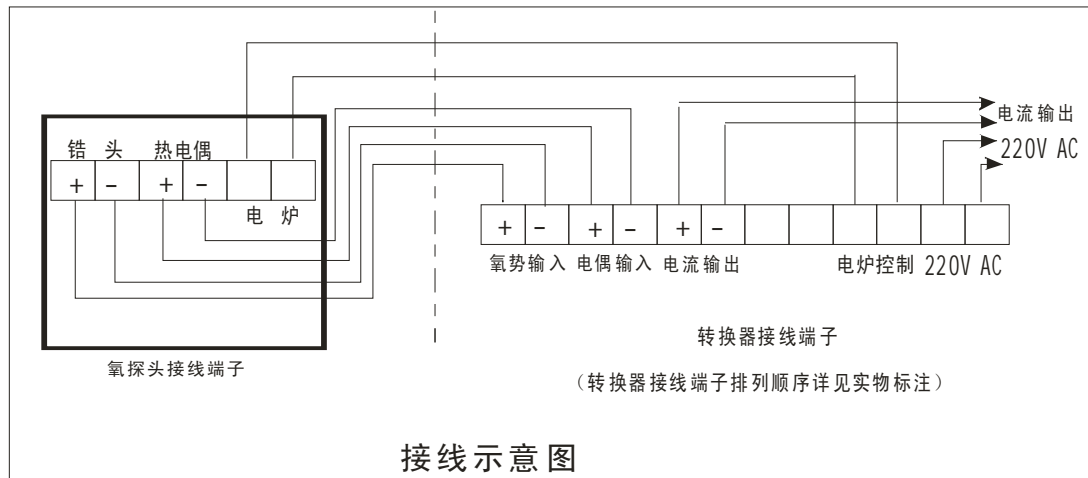 锆 头 热电偶
+ - + -
电 炉
氧探头接线端子
电流输出
220V AC
+ - + - + -
氧势输入 电偶输入 电流输出 电炉控制 220V AC
转换器接线端子
（转换器接线端子排列顺序详见实物标注）
接线示意图